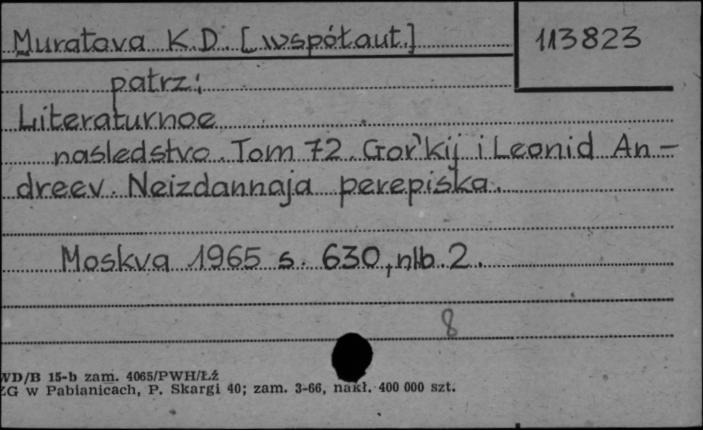 Muratova K.D. [współaut.]
113823
patrz:
Literaturnoe
nasledstvo. Tom 72. Gor'kij i Leonid An-
dreev. Neizdannaja perepiska.
Moskva 1965 s. 630, nlb. 2.
8
WD/B 15-b zam. 4065/PWH/Łż
ZG w Pabianicach, P. Skargi 40; zam. 3-66, nakł. 400 000 szt.